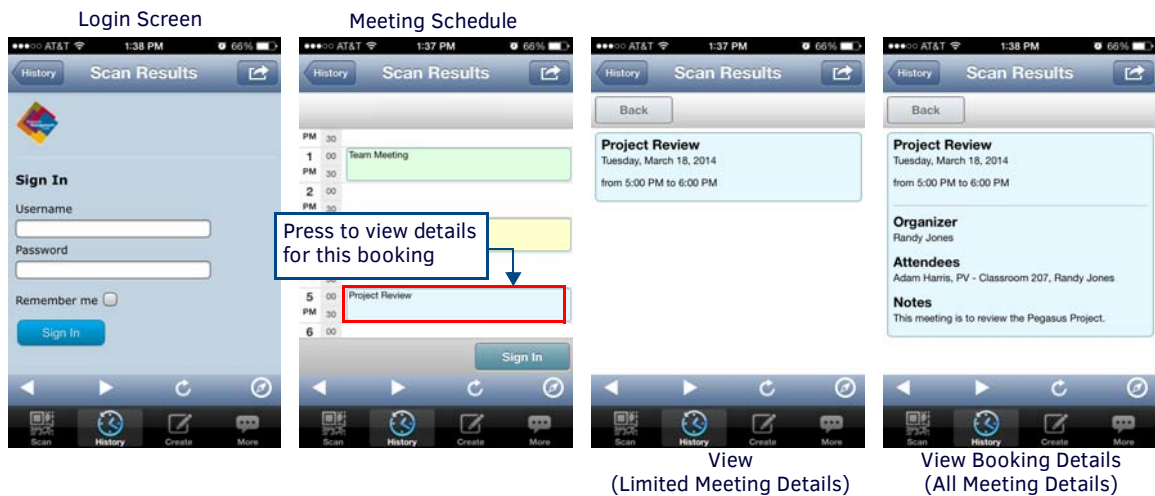 Login Screen
●●●○○ AT&T 1:38 PM 66%
History Scan Results
Sign In
Username
Password
Remember me
Sign In
Scan History Create More
Meeting Schedule
●●●○○ AT&T 1:37 PM 66%
History Scan Results
PM 30
1 00 Team Meeting
PM 30
2 00
PM 30
Press to view details
for this booking
5 00 Project Review
PM 30
6 00
Sign In
Scan History Create More
●●●○○ AT&T 1:37 PM 66%
History Scan Results
Back
Project Review
Tuesday, March 18, 2014
from 5:00 PM to 6:00 PM
Scan History Create More
View
(Limited Meeting Details)
●●●○○ AT&T 1:38 PM 66%
History Scan Results
Back
Project Review
Tuesday, March 18, 2014
from 5:00 PM to 6:00 PM
Organizer
Randy Jones
Attendees
Adam Harris, PV - Classroom 207, Randy Jones
Notes
This meeting is to review the Pegasus Project.
Scan History Create More
View Booking Details
(All Meeting Details)